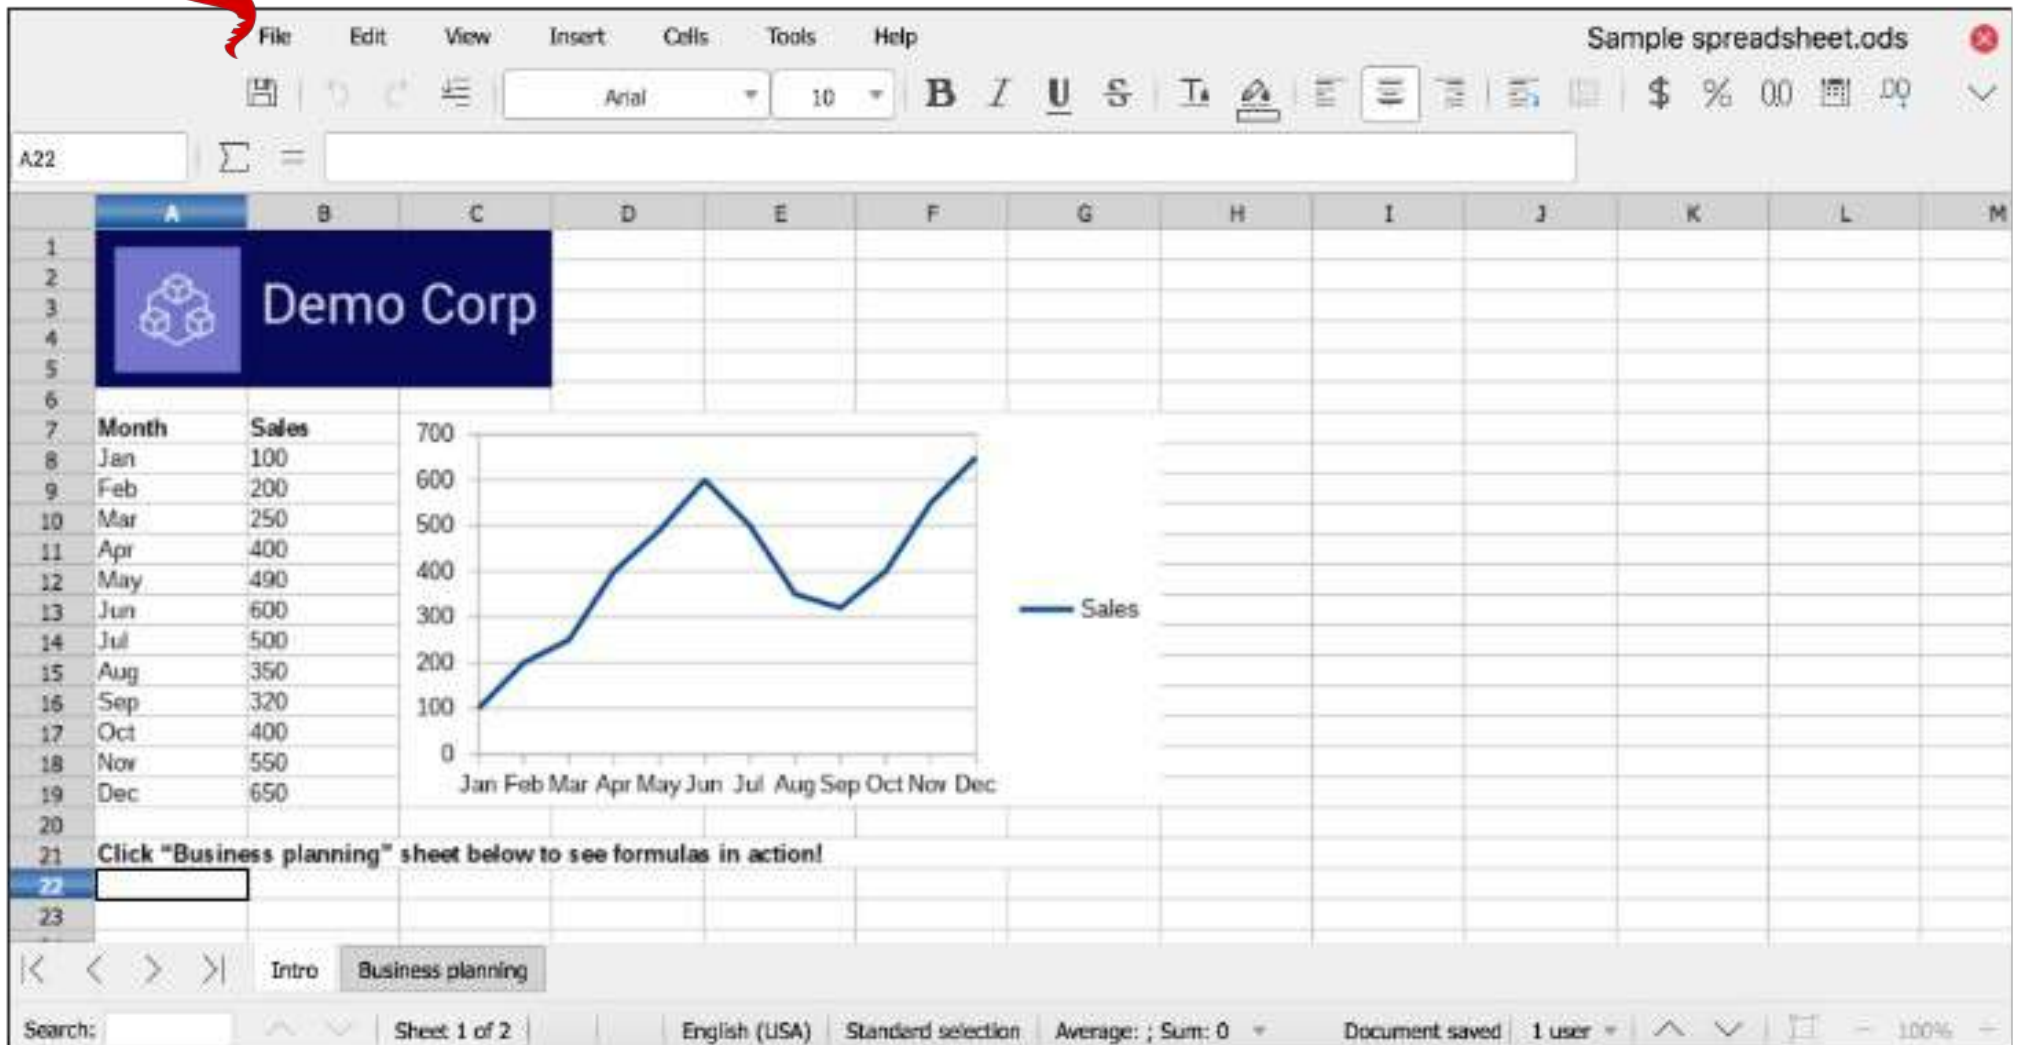 File Edit View Insert Cells Tools Help Sample spreadsheet.ods
Arial 10 B I U S $ % 00 .00
A22 Σ =
A B C D E F G H I J K L M
1
2
3 Demo Corp
4
5
6
7 Month Sales
8 Jan 100
9 Feb 200
10 Mar 250
11 Apr 400
12 May 490
13 Jun 600
14 Jul 500
15 Aug 350
16 Sep 320
17 Oct 400
18 Nov 550
19 Dec 650
700
600
500
400
300
200
100
0
Jan Feb Mar Apr May Jun Jul Aug Sep Oct Nov Dec
Sales
20
21 Click "Business planning" sheet below to see formulas in action!
22
23
Intro Business planning
Search: Sheet 1 of 2 English (USA) Standard selection Average: ; Sum: 0 Document saved 1 user 100%